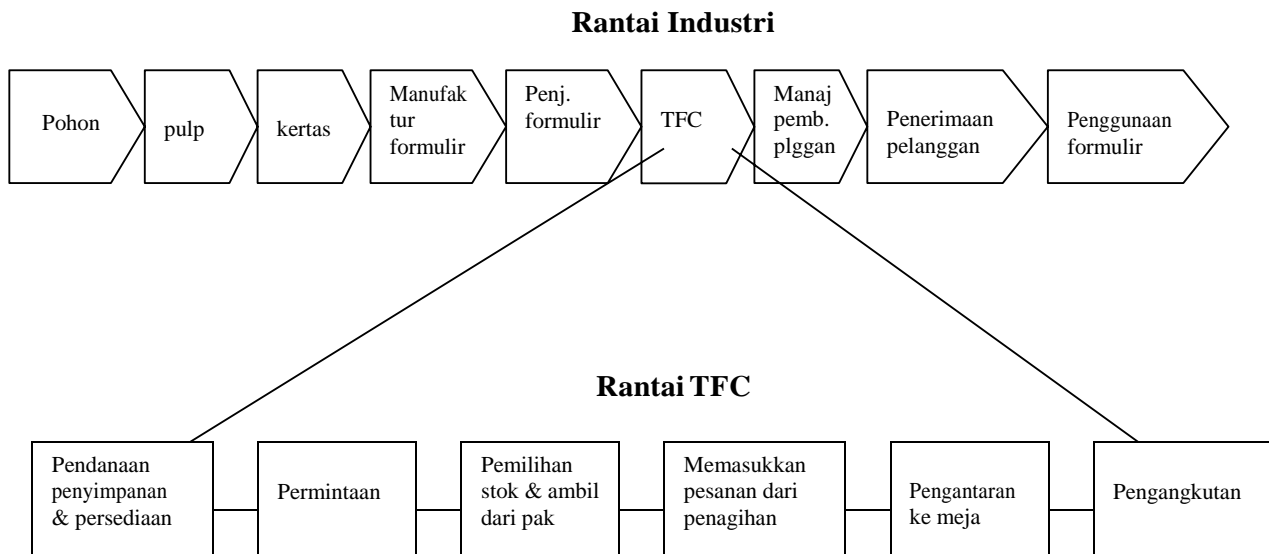 Rantai Industri
Pohon
pulp
kertas
Manufak
tur
formulir
Penj.
formulir
TFC
Manaj
pemb.
plggan
Penerimaan
pelanggan
Penggunaan
formulir
Rantai TFC
Pendanaan
penyimpanan
& persediaan
Permintaan
Pemilihan
stok & ambil
dari pak
Memasukkan
pesanan dari
penagihan
Pengantaran
ke meja
Pengangkutan